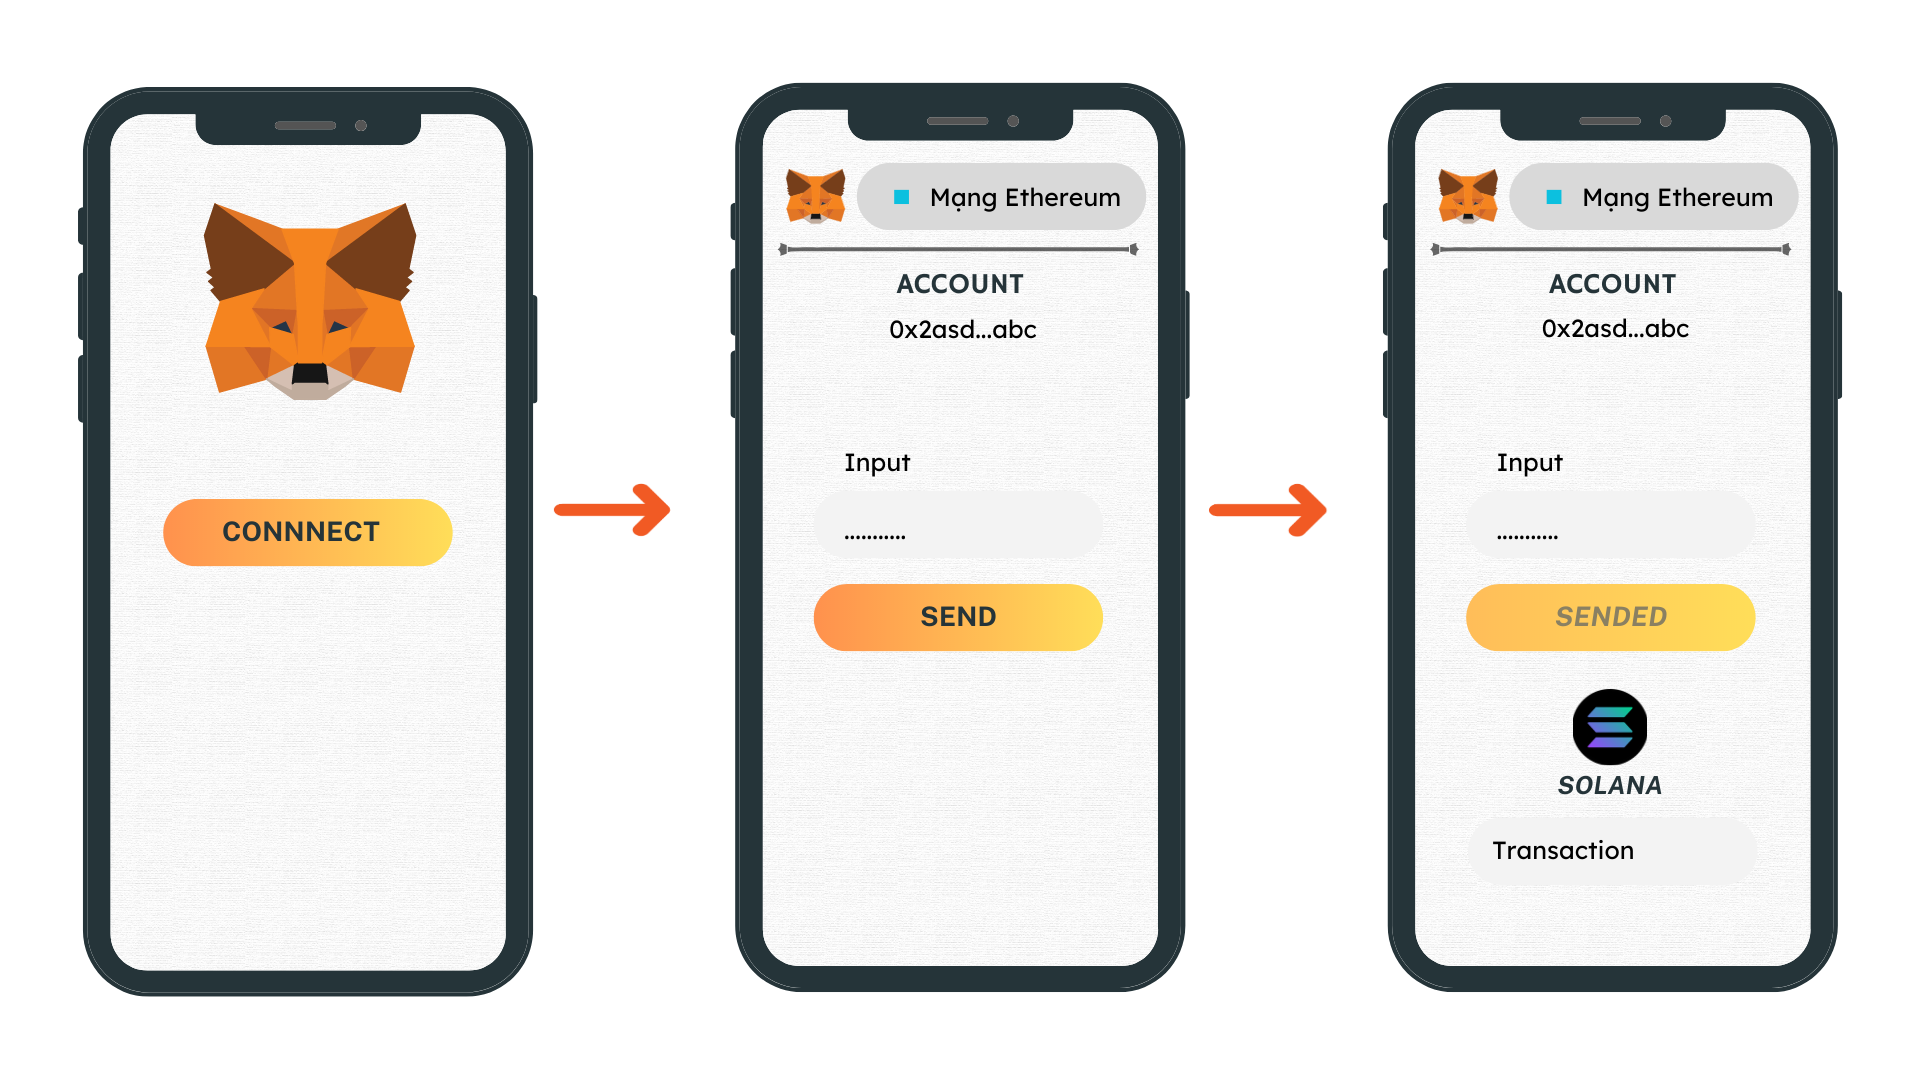 CONNNECT
Mạng Ethereum
ACCOUNT
0x2asd...abc
Input
...........
SEND
Mạng Ethereum
ACCOUNT
0x2asd...abc
Input
...........
SENDED
SOLANA
Transaction